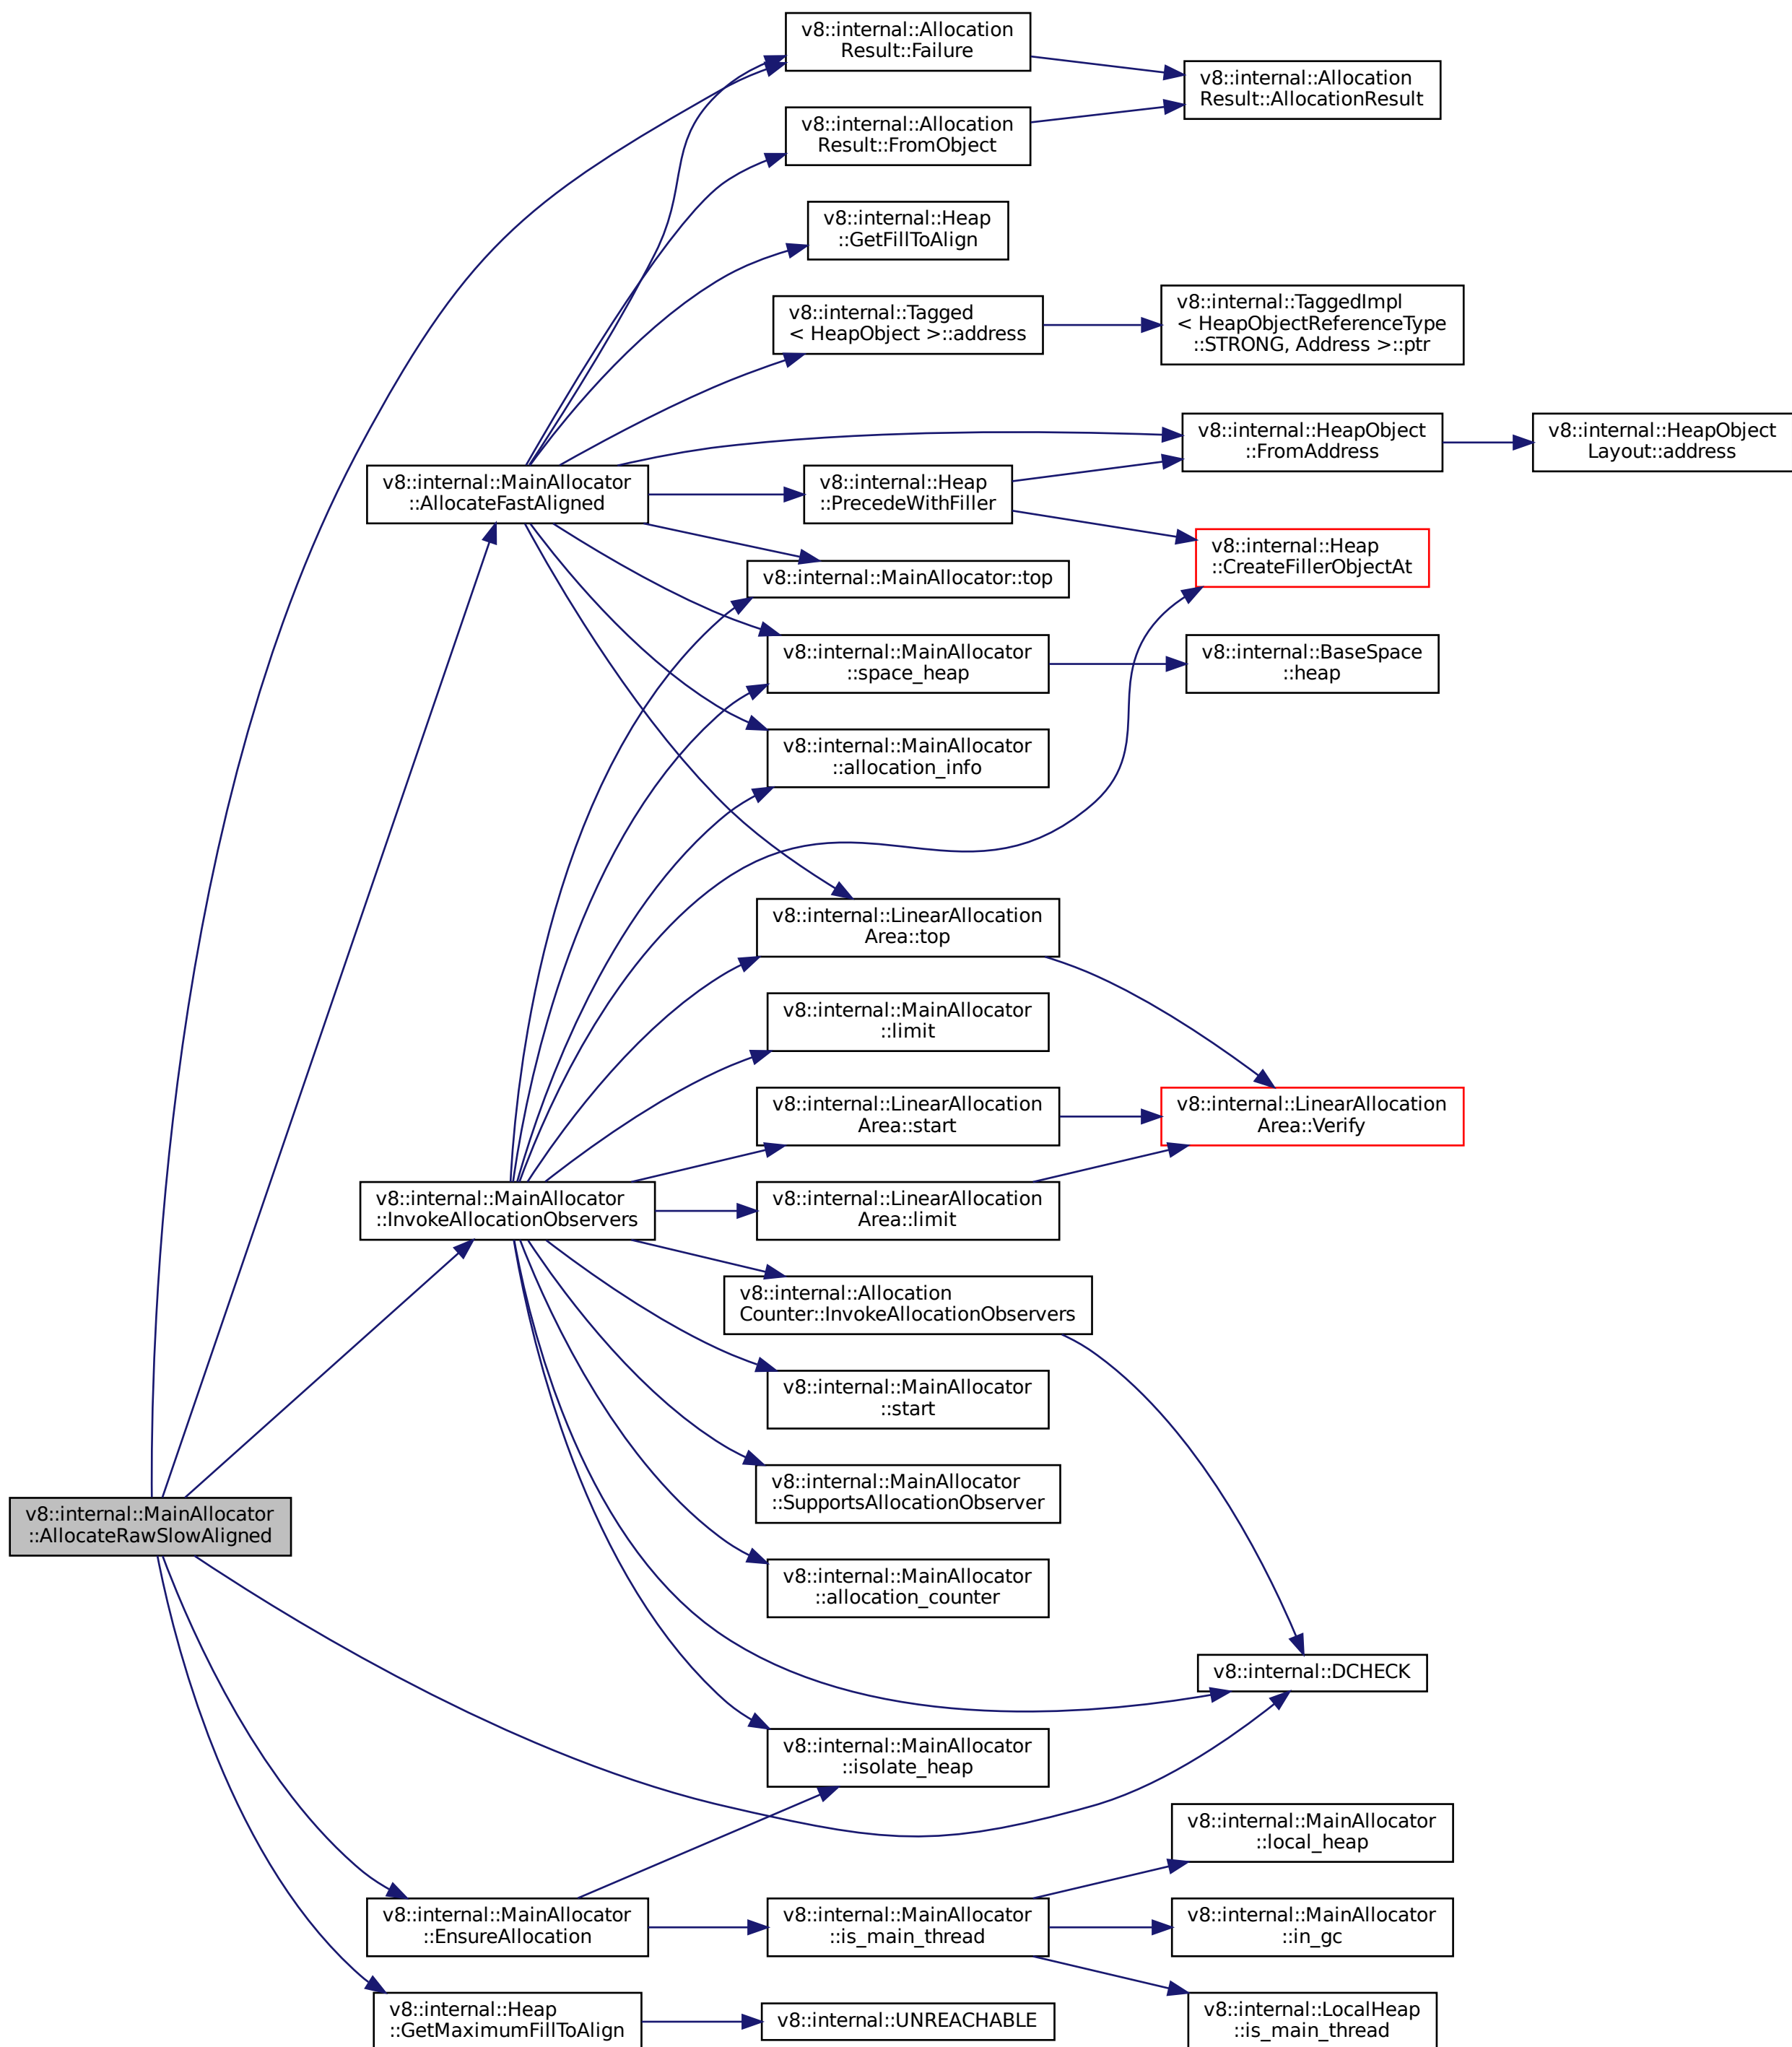 v8::internal::Allocation
Result::Failure
v8::internal::Allocation
Result::AllocationResult
v8::internal::Allocation
Result::FromObject
v8::internal::Heap
::GetFillToAlign
v8::internal::Tagged
< HeapObject >::address
v8::internal::TaggedImpl
< HeapObjectReferenceType
::STRONG, Address >::ptr
v8::internal::HeapObject
::FromAddress
v8::internal::HeapObject
Layout::address
v8::internal::MainAllocator
::AllocateFastAligned
v8::internal::Heap
::PrecedeWithFiller
v8::internal::Heap
::CreateFillerObjectAt
v8::internal::MainAllocator::top
v8::internal::MainAllocator
::space_heap
v8::internal::BaseSpace
::heap
v8::internal::MainAllocator
::allocation_info
v8::internal::LinearAllocation
Area::top
v8::internal::MainAllocator
::limit
v8::internal::LinearAllocation
Area::start
v8::internal::LinearAllocation
Area::Verify
v8::internal::MainAllocator
::InvokeAllocationObservers
v8::internal::LinearAllocation
Area::limit
v8::internal::Allocation
Counter::InvokeAllocationObservers
v8::internal::MainAllocator
::start
v8::internal::MainAllocator
::SupportsAllocationObserver
v8::internal::MainAllocator
::AllocateRawSlowAligned
v8::internal::MainAllocator
::allocation_counter
v8::internal::DCHECK
v8::internal::MainAllocator
::isolate_heap
v8::internal::MainAllocator
::local_heap
v8::internal::MainAllocator
::EnsureAllocation
v8::internal::MainAllocator
::is_main_thread
v8::internal::MainAllocator
::in_gc
v8::internal::Heap
::GetMaximumFillToAlign
v8::internal::UNREACHABLE
v8::internal::LocalHeap
::is_main_thread